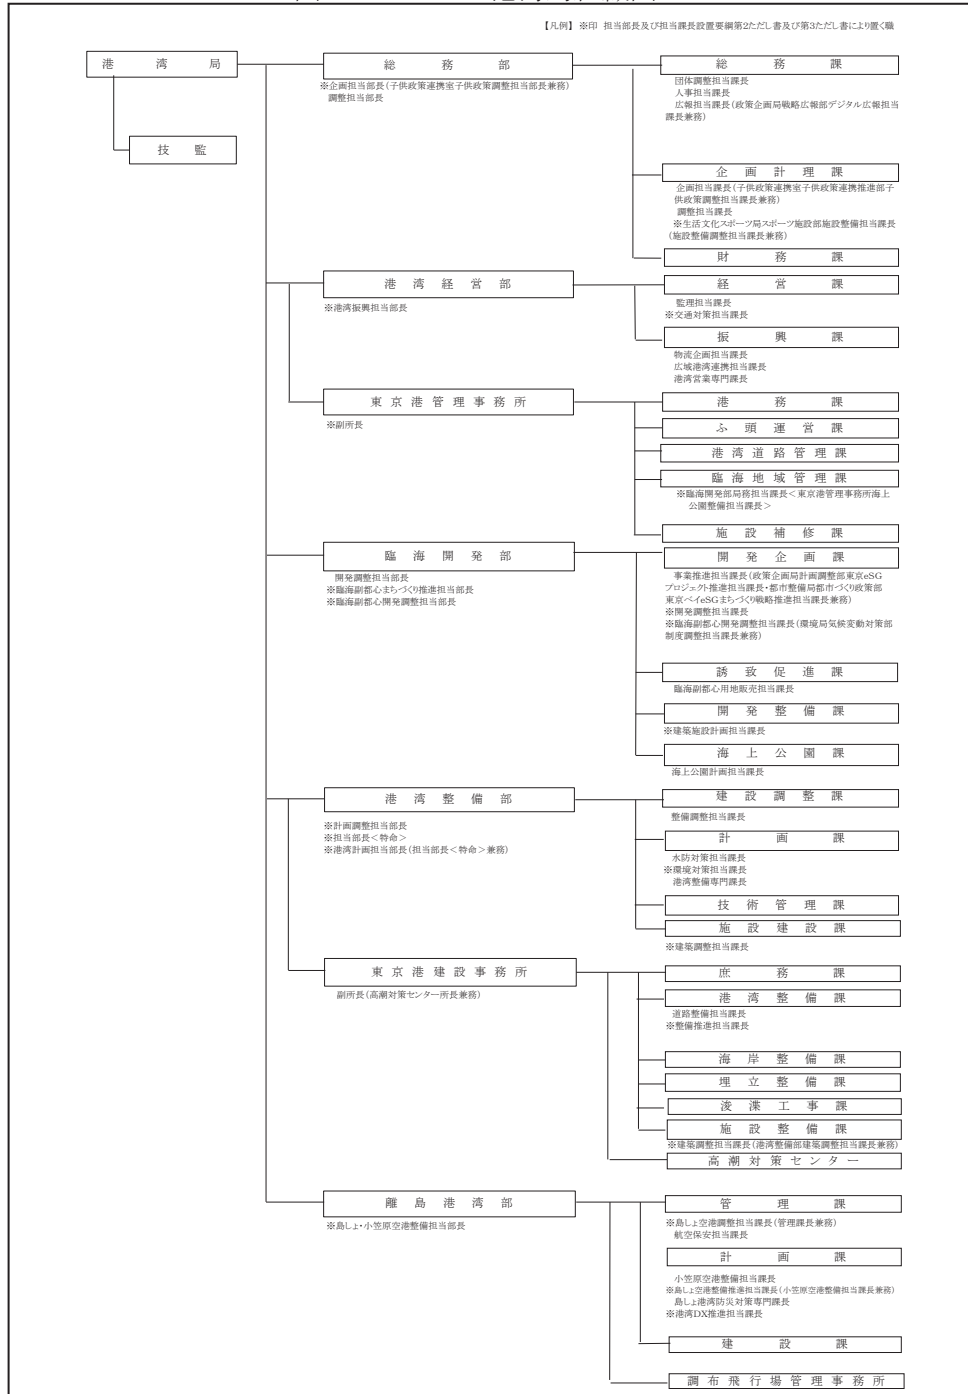 【凡例】 ※印 担当部長及び担当課長設置要綱第2ただし書及び第3ただし書により置く職
港湾局
技監
総務部
※企画担当部長(子供政策連携室子供政策調整担当部長兼務)
調整担当部長
総務課
団体調整担当課長
人事担当課長
広報担当課長(政策企画局戦略広報部デジタル広報担当
課長兼務)
企画計理課
企画担当課長(子供政策連携室子供政策連携推進部子
供政策調整担当課長兼務)
調整担当課長
※生活文化スポーツ局スポーツ施設部施設整備担当課長
(施設整備調整担当課長兼務)
財務課
港湾経営部
※港湾振興担当部長
経営課
監理担当課長
※交通対策担当課長
振興課
物流企画担当課長
広域港湾連携担当課長
港湾営業専門課長
東京港管理事務所
※副所長
港務課
ふ頭運営課
港湾道路管理課
臨海地域管理課
※臨海開発部局務担当課長<東京港管理事務所海上
公園整備担当課長>
施設補修課
臨海開発部
開発調整担当部長
※臨海副都心まちづくり推進担当部長
※臨海副都心開発調整担当部長
開発企画課
事業推進担当課長(政策企画局計画調整部東京eSG
プロジェクト推進担当課長・都市整備局都市づくり政策部
東京ベイeSGまちづくり戦略推進担当課長兼務)
※開発調整担当課長
※臨海副都心開発調整担当課長(環境局気候変動対策部
制度調整担当課長兼務)
誘致促進課
臨海副都心用地販売担当課長
開発整備課
※建築施設計画担当課長
海上公園課
海上公園計画担当課長
港湾整備部
※計画調整担当部長
※担当部長<特命>
※港湾計画担当部長(担当部長<特命>兼務)
建設調整課
整備調整担当課長
計画課
水防対策担当課長
※環境対策担当課長
港湾整備専門課長
技術管理課
施設建設課
※建築調整担当課長
東京港建設事務所
副所長(高潮対策センター所長兼務)
庶務課
港湾整備課
道路整備担当課長
※整備推進担当課長
海岸整備課
埋立整備課
浚渫工事課
施設整備課
※建築調整担当課長(港湾整備部建築調整担当課長兼務)
高潮対策センター
離島港湾部
※島しょ・小笠原空港整備担当部長
管理課
※島しょ空港調整担当課長(管理課長兼務)
航空保安担当課長
計画課
小笠原空港整備担当課長
※島しょ空港整備推進担当課長(小笠原空港整備担当課長兼務)
島しょ港湾防災対策専門課長
※港湾DX推進担当課長
建設課
調布飛行場管理事務所